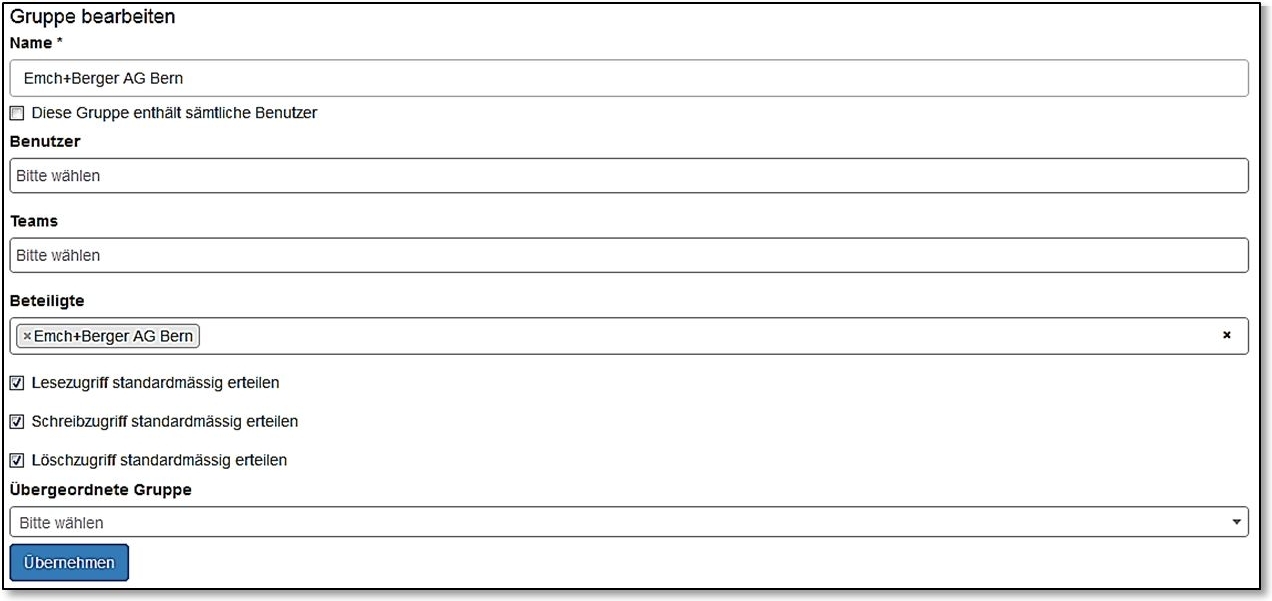 Gruppe bearbeiten
Name *
Emch+Berger AG Bern
Diese Gruppe enthält sämtliche Benutzer
Benutzer
Bitte wählen
Teams
Bitte wählen
Beteiligte
×Emch+Berger AG Bern ×
Lesezugriff standardmässig erteilen
Schreibzugriff standardmässig erteilen
Löschzugriff standardmässig erteilen
Übergeordnete Gruppe
Bitte wählen
Übernehmen